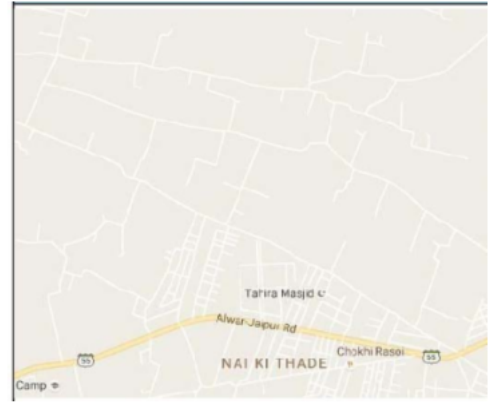 Tahira Masjid
Alwar Jaipur Rd
Chokhi Rasoi
55
55
NAI KI THADE
Camp